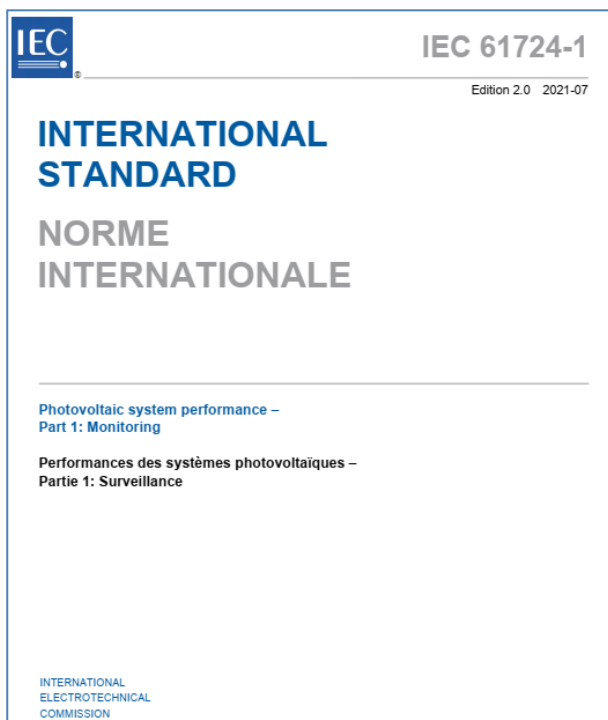 IEC
®
IEC 61724-1
Edition 2.0 2021-07
INTERNATIONAL
STANDARD
NORME
INTERNATIONALE
Photovoltaic system performance –
Part 1: Monitoring
Performances des systèmes photovoltaïques –
Partie 1: Surveillance
INTERNATIONAL
ELECTROTECHNICAL
COMMISSION